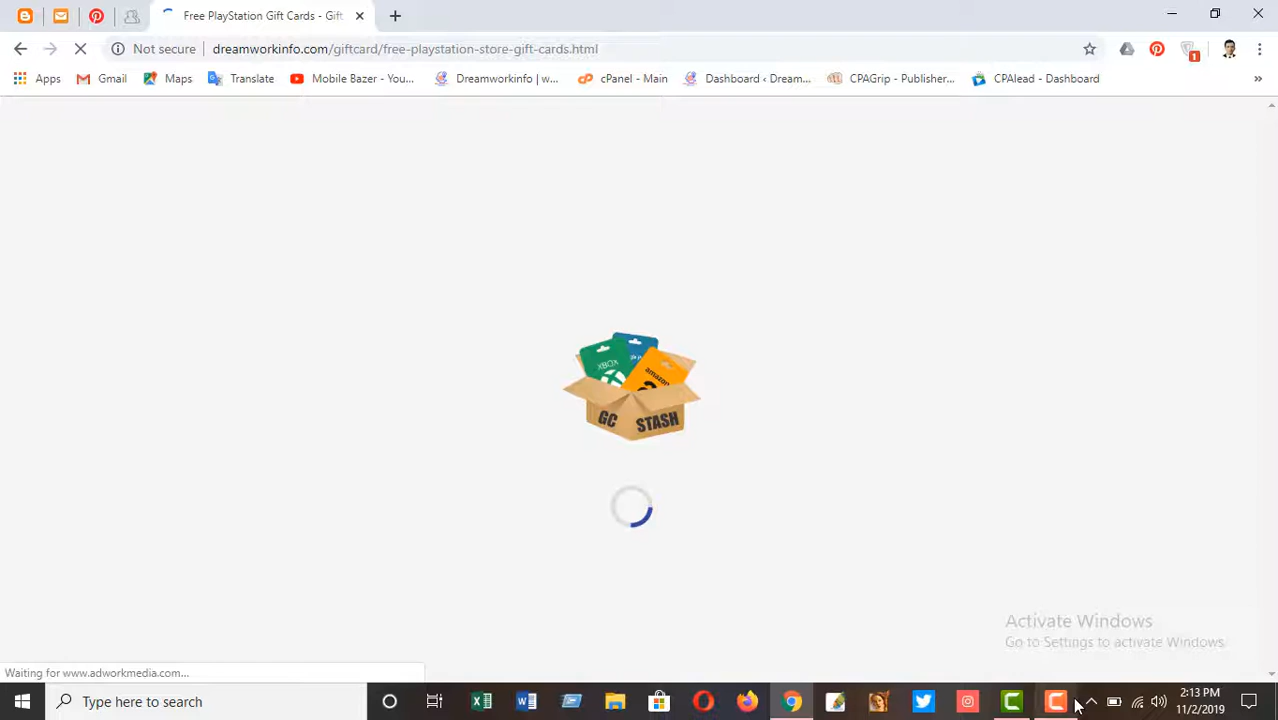 Free PlayStation Gift Cards - Gift
Not secure dreamworkinfo.com/giftcard/free-playstation-store-gift-cards.html
1
Apps Gmail Maps Translate Mobile Bazer - You... Dreamworkinfo | w... cPanel - Main Dashboard ‹ Dream... CPAGrip - Publisher... CPAlead - Dashboard »
XBOX
amazon
GC STASH
Activate Windows
Go to Settings to activate Windows.
Waiting for www.adworkmedia.com...
Type here to search
2:13 PM
11/2/2019